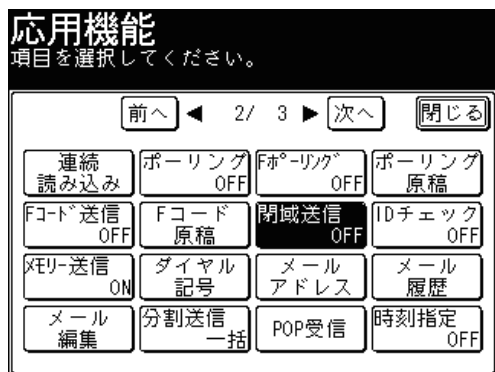 応用機能
項目を選択してください。
前へ ◀ 2/ 3 ▶ 次へ 閉じる
連続 ポーリング Fﾎﾟｰﾘﾝｸﾞ ポーリング
読み込み OFF OFF 原稿
Fｺｰﾄﾞ送信 Fコード 閉域送信 IDチェック
OFF 原稿 OFF OFF
ﾒﾓﾘｰ送信 ダイヤル メール メール
ON 記号 アドレス 履歴
メール 分割送信 POP受信 時刻指定
編集 一括 OFF